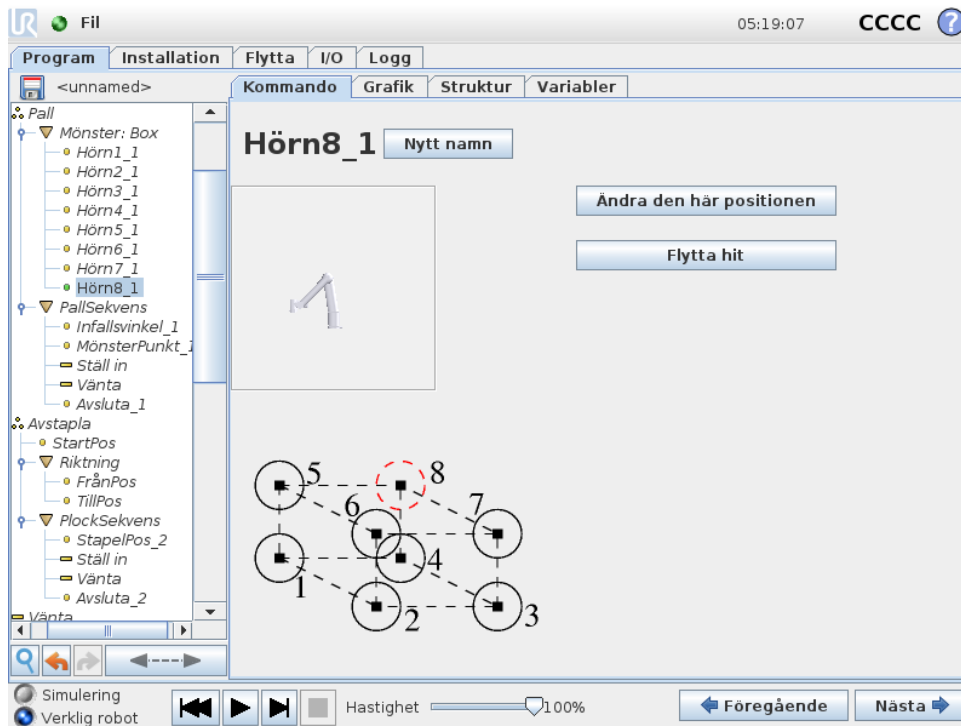 UR Fil 05:19:07 CCCC ?
Program Installation Flytta I/O Logg
<unnamed>
Kommando Grafik Struktur Variabler
Pall
Mönster: Box
Hörn1_1
Hörn2_1
Hörn3_1
Hörn4_1
Hörn5_1
Hörn6_1
Hörn7_1
Hörn8_1
PallSekvens
Infallsvinkel_1
MönsterPunkt_1
Ställ in
Vänta
Avsluta_1
Avstapla
StartPos
Riktning
FrånPos
TillPos
PlockSekvens
StapelPos_2
Ställ in
Vänta
Avsluta_2
Vänta
Hörn8_1 Nytt namn
Ändra den här positionen
Flytta hit
5 8
6 7
1 4
2 3
Simulering
Verklig robot
Hastighet 100%
Föregående Nästa